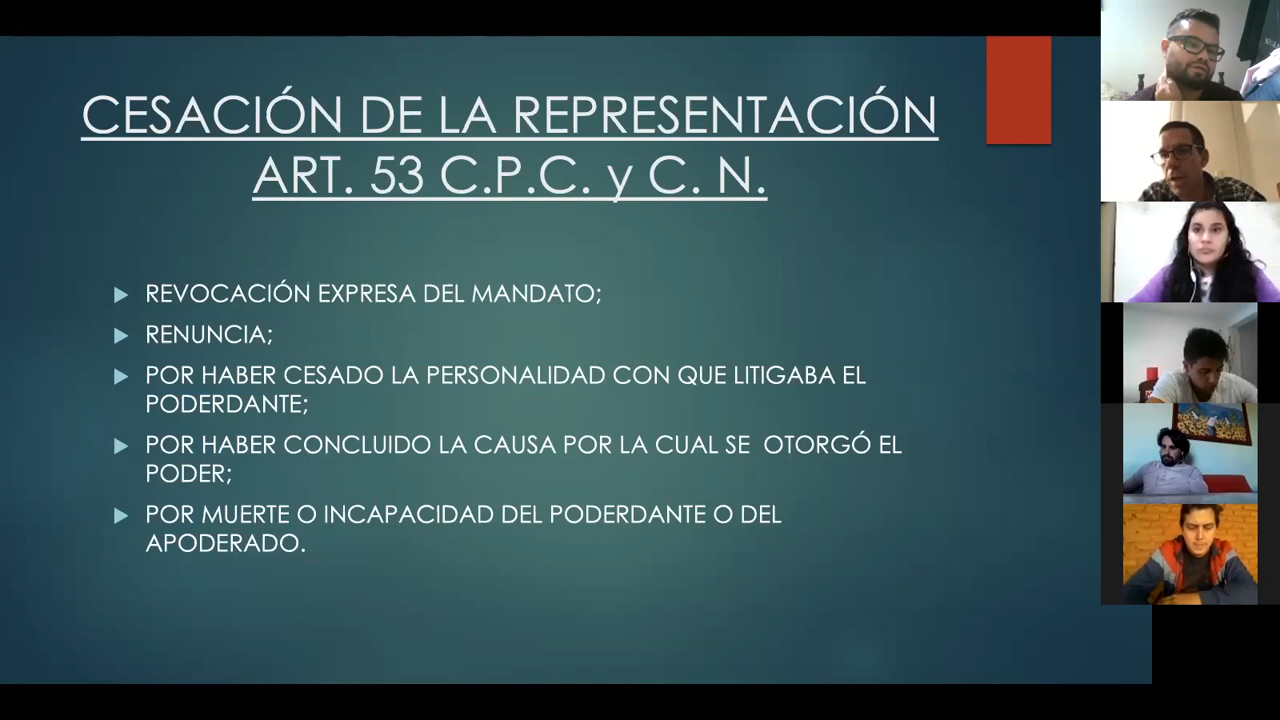 CESACIÓN DE LA REPRESENTACIÓN
ART. 53 C.P.C. y C. N.
REVOCACIÓN EXPRESA DEL MANDATO;
RENUNCIA;
POR HABER CESADO LA PERSONALIDAD CON QUE LITIGABA EL
PODERDANTE;
POR HABER CONCLUIDO LA CAUSA POR LA CUAL SE OTORGÓ EL
PODER;
POR MUERTE O INCAPACIDAD DEL PODERDANTE O DEL
APODERADO.